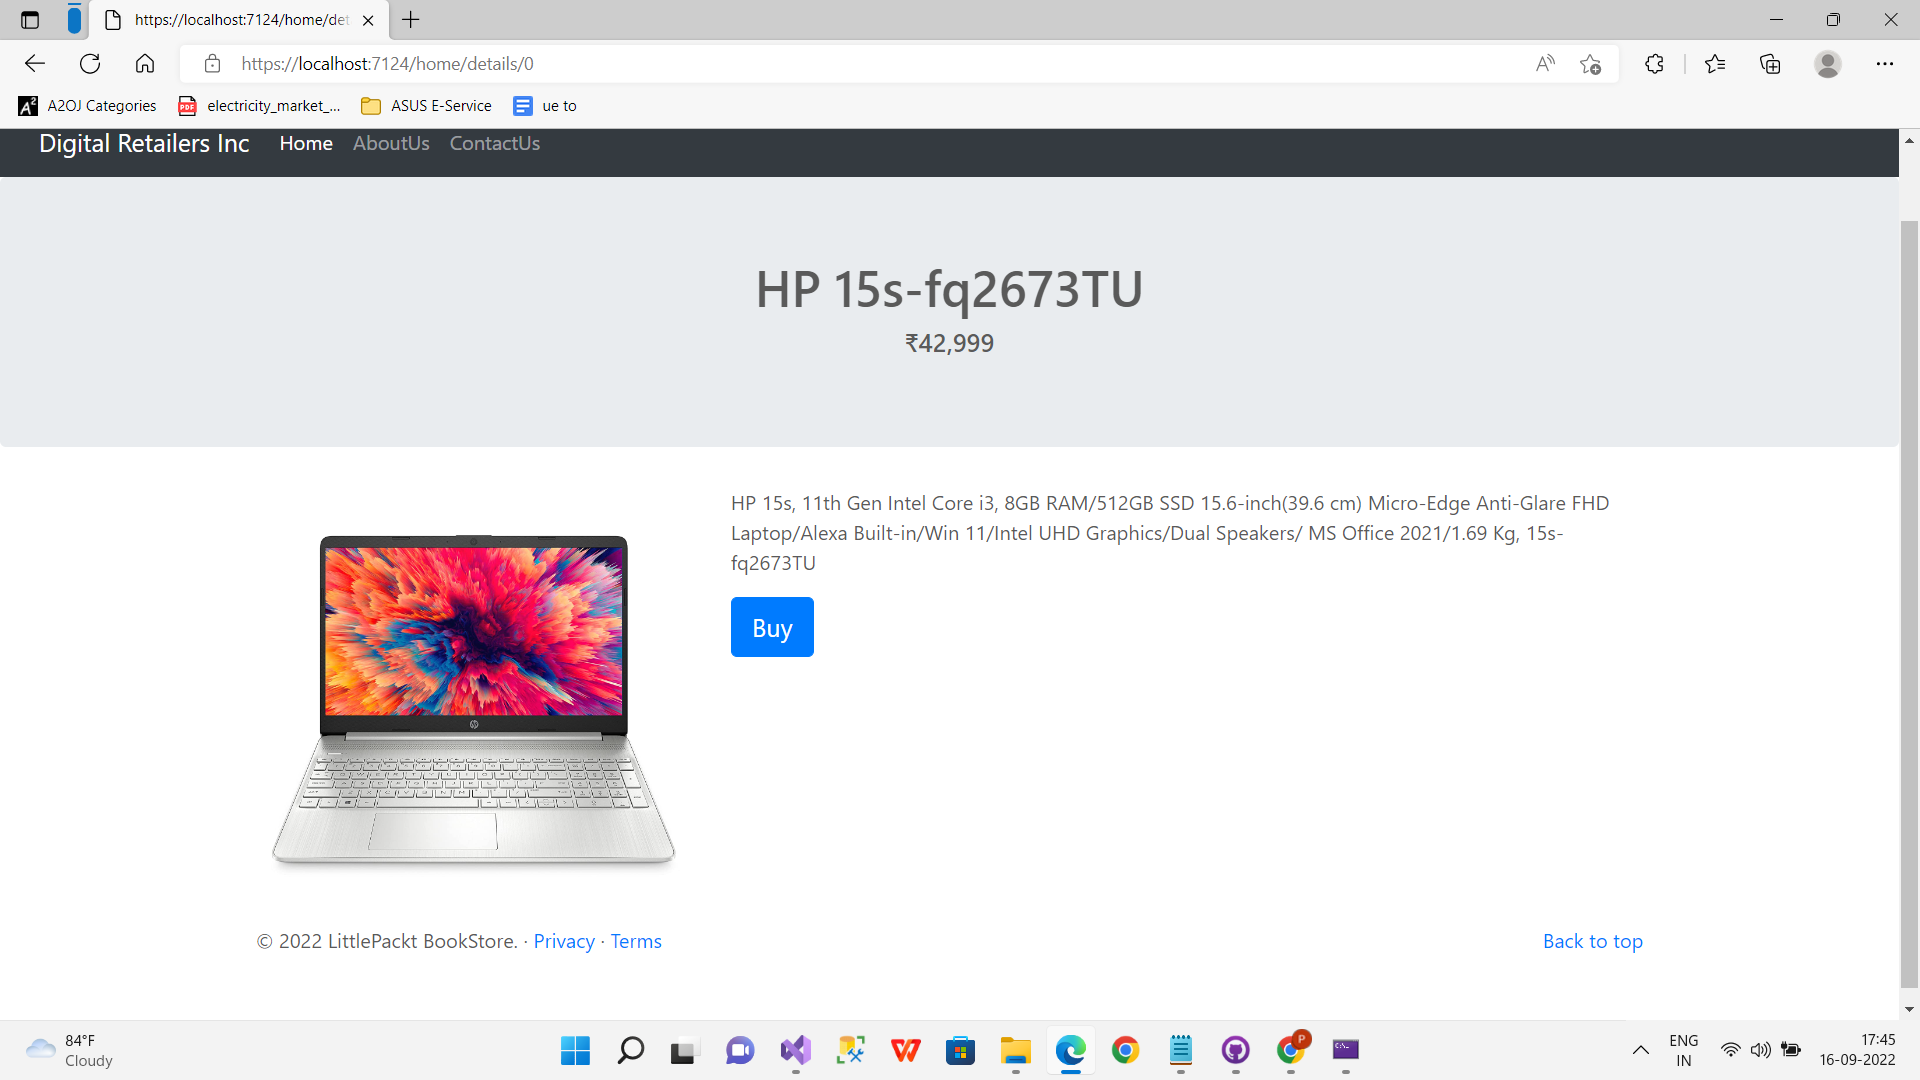 https://localhost:7124/home/det
https://localhost:7124/home/details/0
A2OJ Categories
electricity_market_...
ASUS E-Service
ue to
Digital Retailers Inc
Home
AboutUs
ContactUs
HP 15s-fq2673TU
₹42,999
HP 15s, 11th Gen Intel Core i3, 8GB RAM/512GB SSD 15.6-inch(39.6 cm) Micro-Edge Anti-Glare FHD
Laptop/Alexa Built-in/Win 11/Intel UHD Graphics/Dual Speakers/ MS Office 2021/1.69 Kg, 15s-
fq2673TU
Buy
© 2022 LittlePackt BookStore. · Privacy · Terms
Back to top
84°F
Cloudy
ENG
IN
17:45
16-09-2022